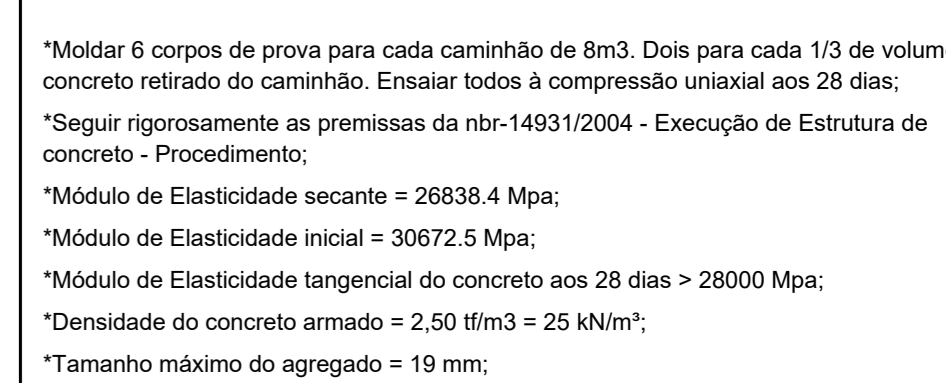 *Moldar 6 corpos de prova para cada caminhão de 8m3. Dois para cada 1/3 de
concreto retirado do caminhão. Ensaiar todos à compressão uniaxial aos 28 dias;
*Seguir rigorosamente as premissas da nbr-14931/2004 - Execução de Estrutura de
concreto - Procedimento;
*Módulo de Elasticidade secante = 26838.4 Mpa;
*Módulo de Elasticidade inicial = 30672.5 Mpa;
*Módulo de Elasticidade tangencial do concreto aos 28 dias > 28000 Mpa;
*Densidade do concreto armado = 2,50 tf/m3 = 25 kN/m³;
*Tamanho máximo do agregado = 19 mm;